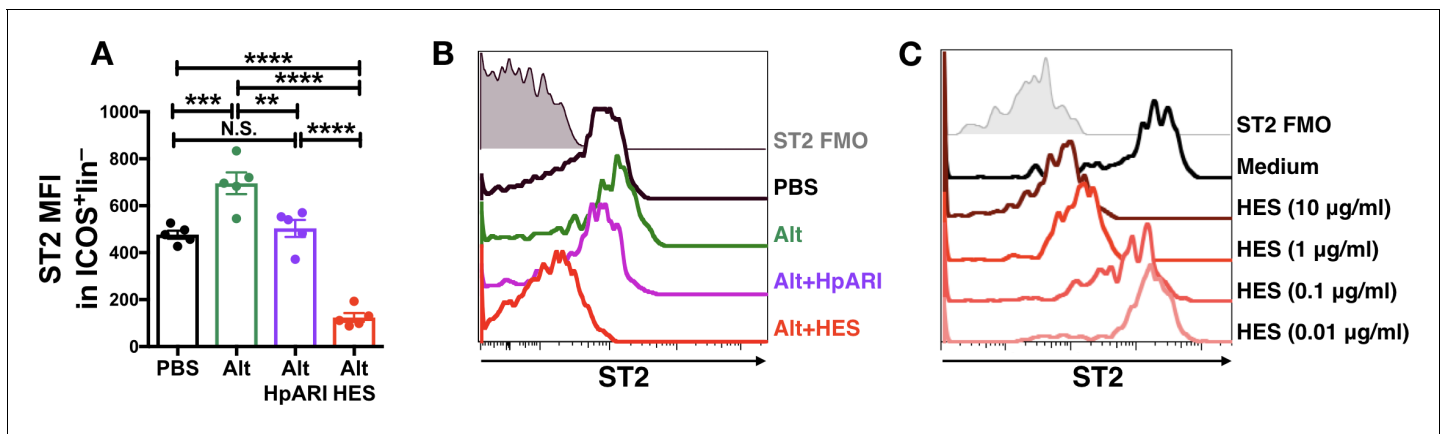 A
****
****
*** **
N.S. ****
ST2 MFI
in ICOS⁺lin⁻
1000
800
600
400
200
0
PBS Alt Alt Alt
HpARI HES
B
ST2 FMO
PBS
Alt
Alt+HpARI
Alt+HES
ST2
C
ST2 FMO
Medium
HES (10 µg/ml)
HES (1 µg/ml)
HES (0.1 µg/ml)
HES (0.01 µg/ml)
ST2